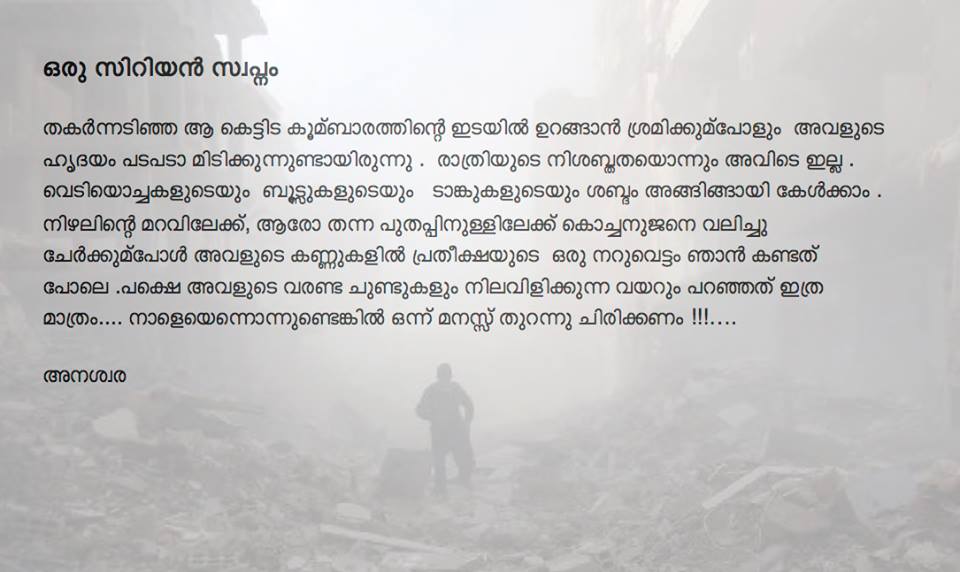 ഒരു സിറിയൻ സ്വപ്നം
തകർന്നടിഞ്ഞ ആ കെട്ടിട കൂമ്ബാരത്തിന്റെ ഇടയിൽ ഉറങ്ങാൻ ശ്രമിക്കുമ്പോളും അവളുടെ
ഹൃദയം പടപടാ മിടിക്കുന്നുണ്ടായിരുന്നു . രാത്രിയുടെ നിശബ്ദതയൊന്നും അവിടെ ഇല്ല .
വെടിയൊച്ചകളുടെയും ബൂട്ടുകളുടെയും ടാങ്കുകളുടെയും ശബ്ദം അങ്ങിങ്ങായി കേൾക്കാം .
നിഴലിന്റെ മറവിലേക്ക്, ആരോ തന്ന പുതപ്പിനുള്ളിലേക്ക് കൊച്ചനുജനെ വലിച്ചു
ചേർക്കുമ്പോൾ അവളുടെ കണ്ണുകളിൽ പ്രതീക്ഷയുടെ ഒരു നറുവെട്ടം ഞാൻ കണ്ടത്
പോലെ .പക്ഷെ അവളുടെ വരണ്ട ചുണ്ടുകളും നിലവിളിക്കുന്ന വയറും പറഞ്ഞത് ഇത്ര
മാത്രം.... നാളെയെന്നൊന്നുണ്ടെങ്കിൽ ഒന്ന് മനസ്സ് തുറന്നു ചിരിക്കണം !!!....
അനശ്വര